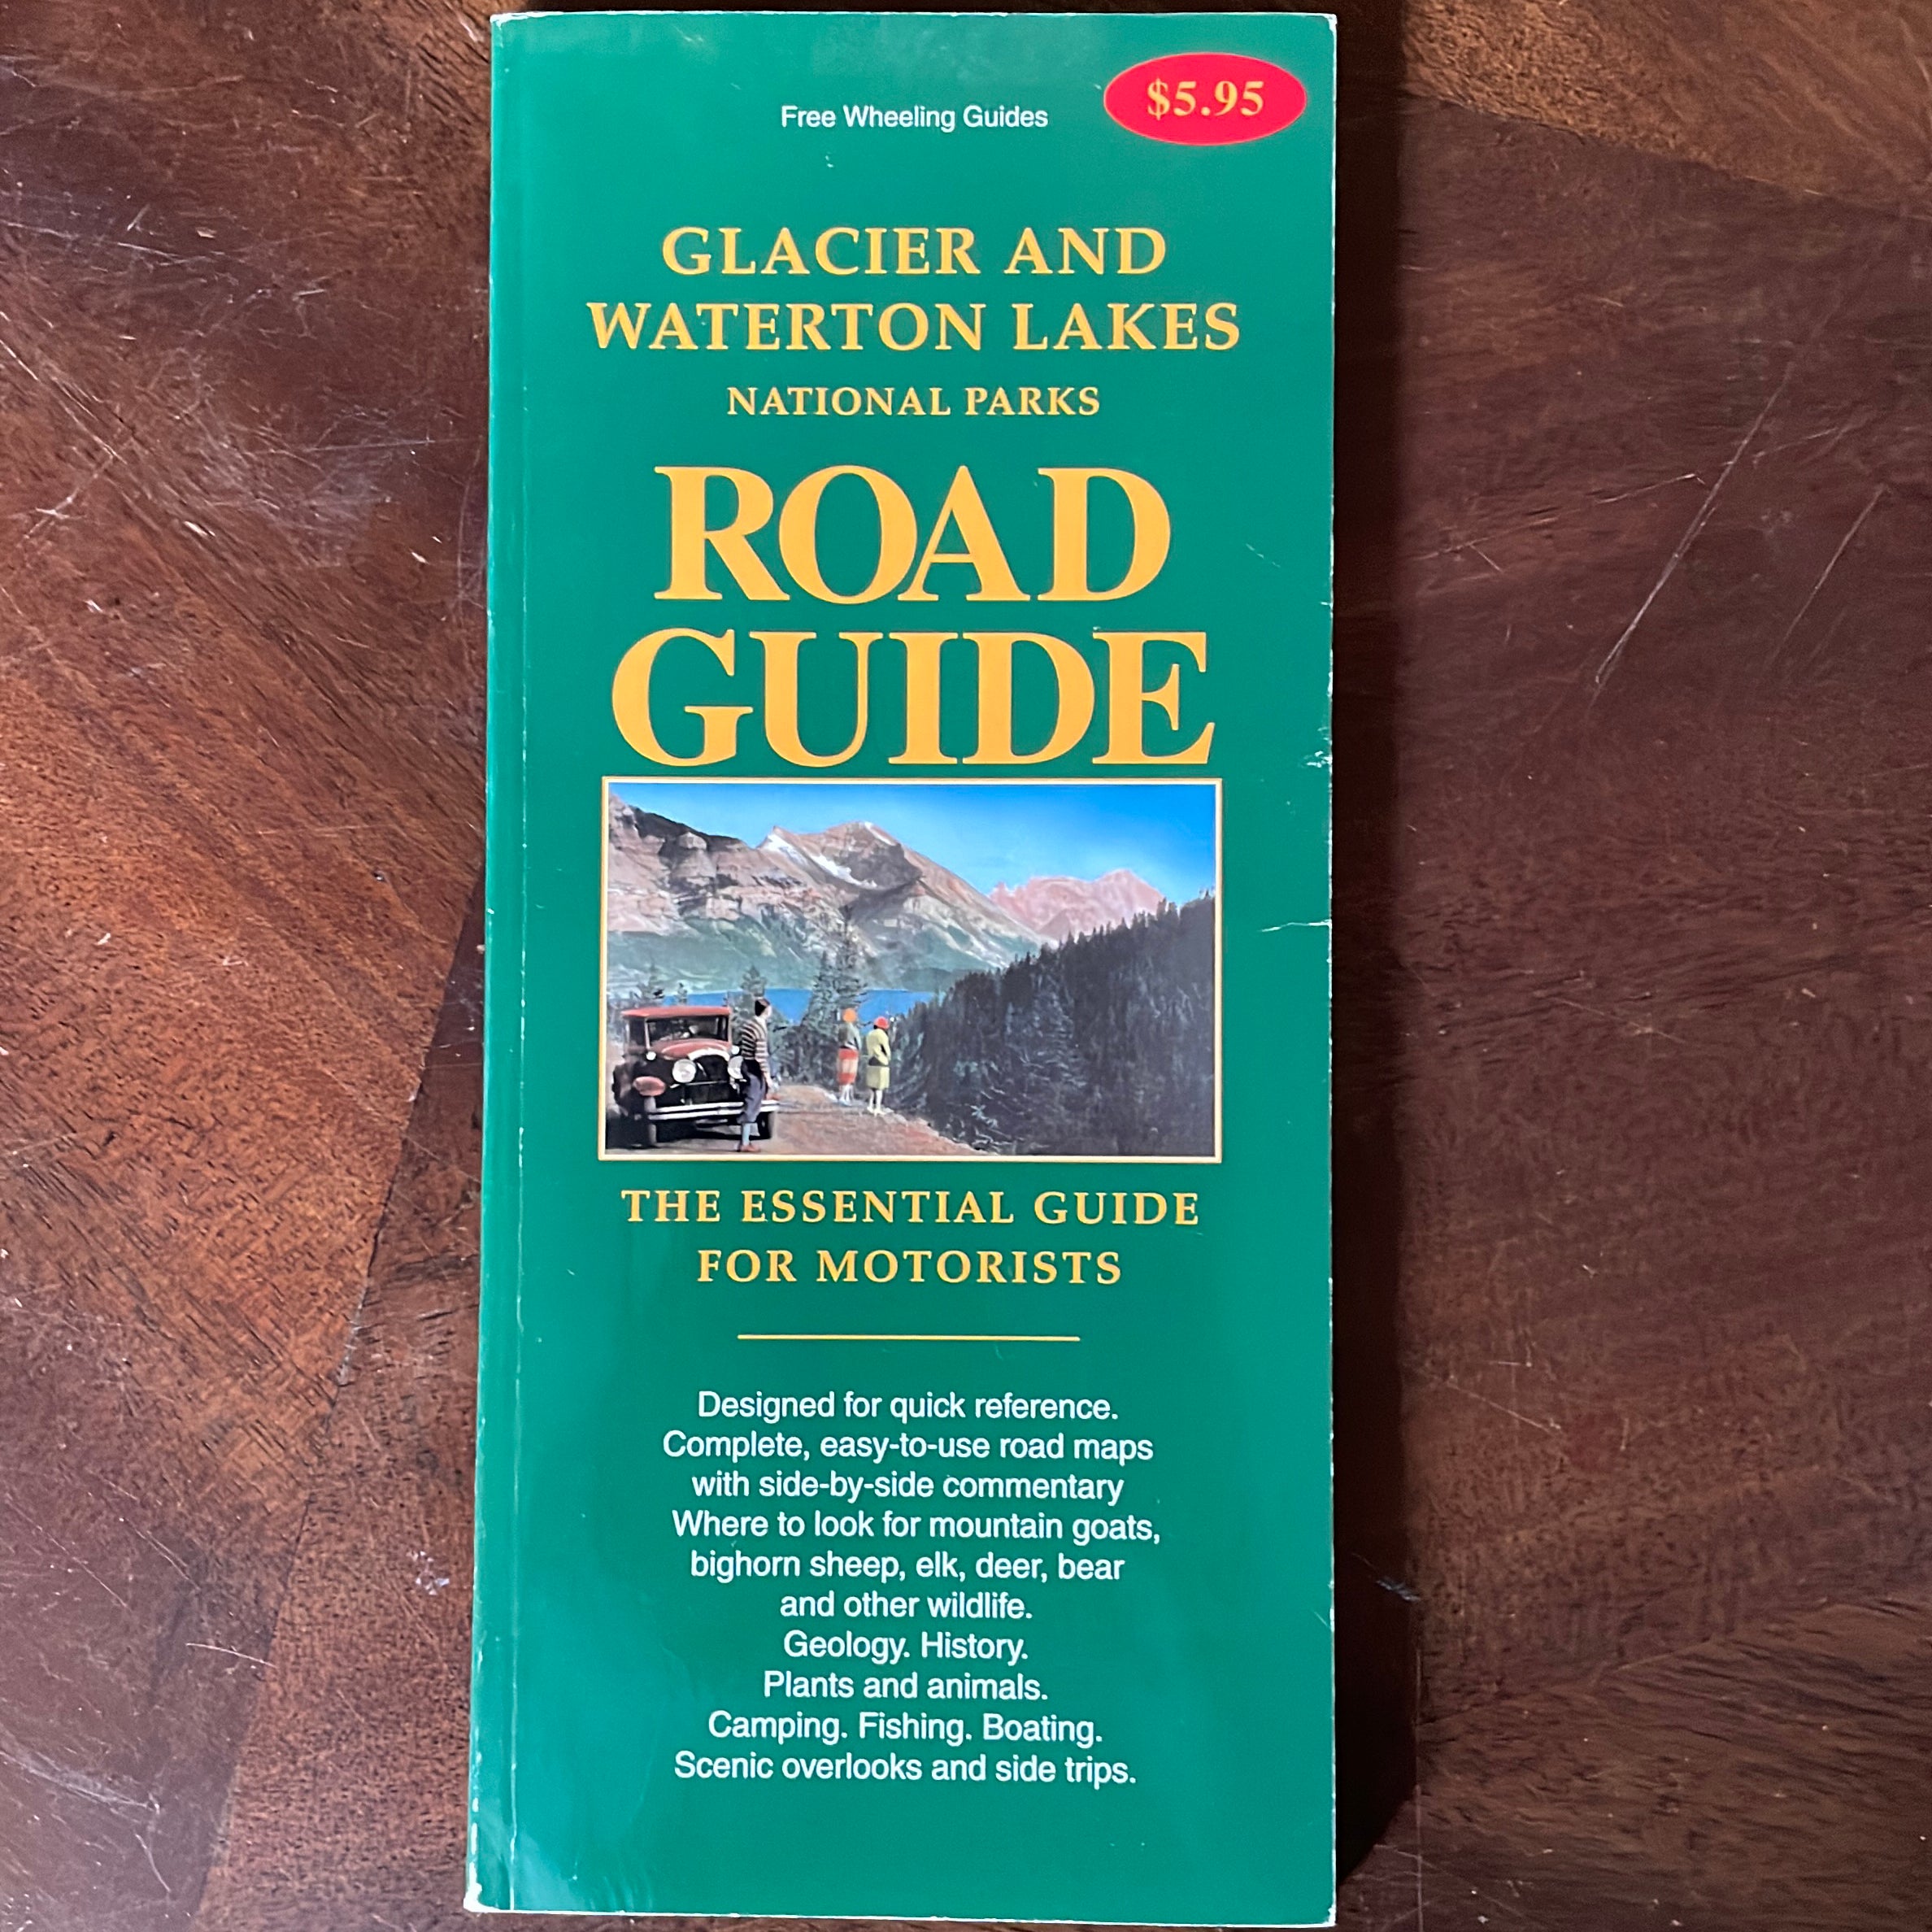 Free Wheeling Guides
$5.95
GLACIER AND
WATERTON LAKES
NATIONAL PARKS
ROAD
GUIDE
THE ESSENTIAL GUIDE
FOR MOTORISTS
Designed for quick reference.
Complete, easy-to-use road maps
with side-by-side commentary
Where to look for mountain goats,
bighorn sheep, elk, deer, bear
and other wildlife.
Geology. History.
Plants and animals.
Camping. Fishing. Boating.
Scenic overlooks and side trips.